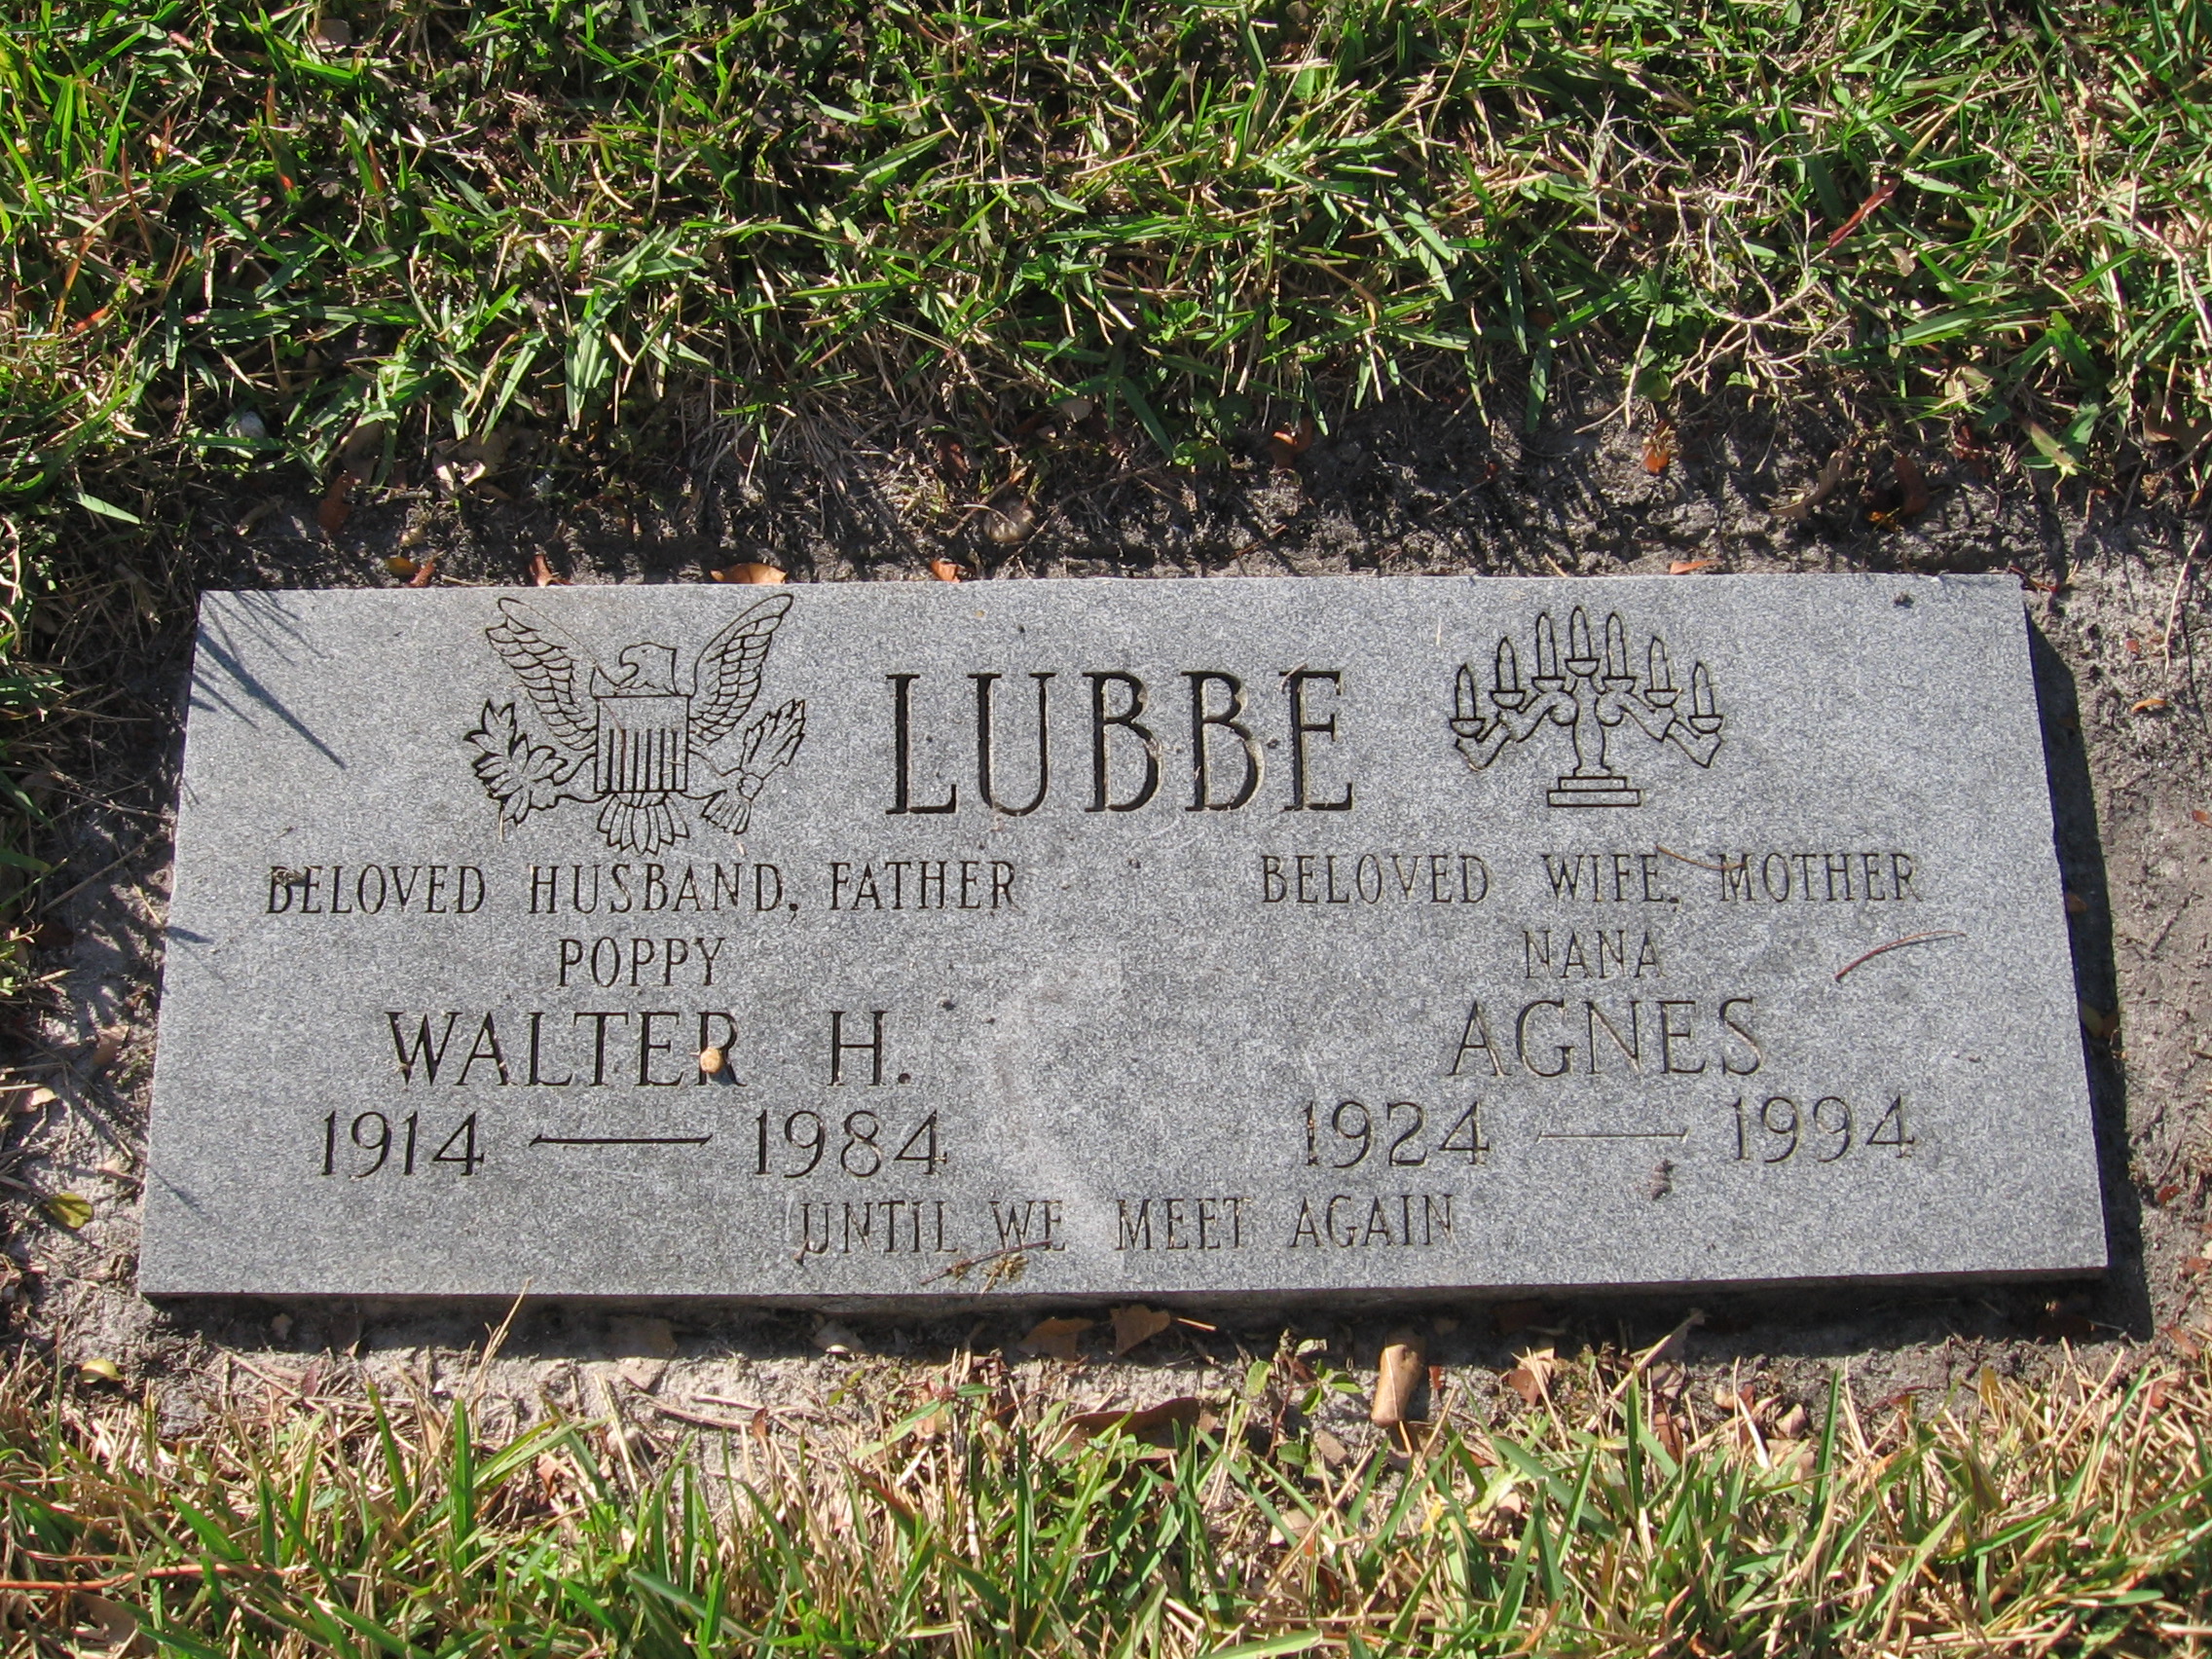 LUBBE
BELOVED HUSBAND, FATHER
POPPY
WALTER H.
1914 — 1984
BELOVED WIFE, MOTHER
NANA
AGNES
1924 — 1994
UNTIL WE MEET AGAIN